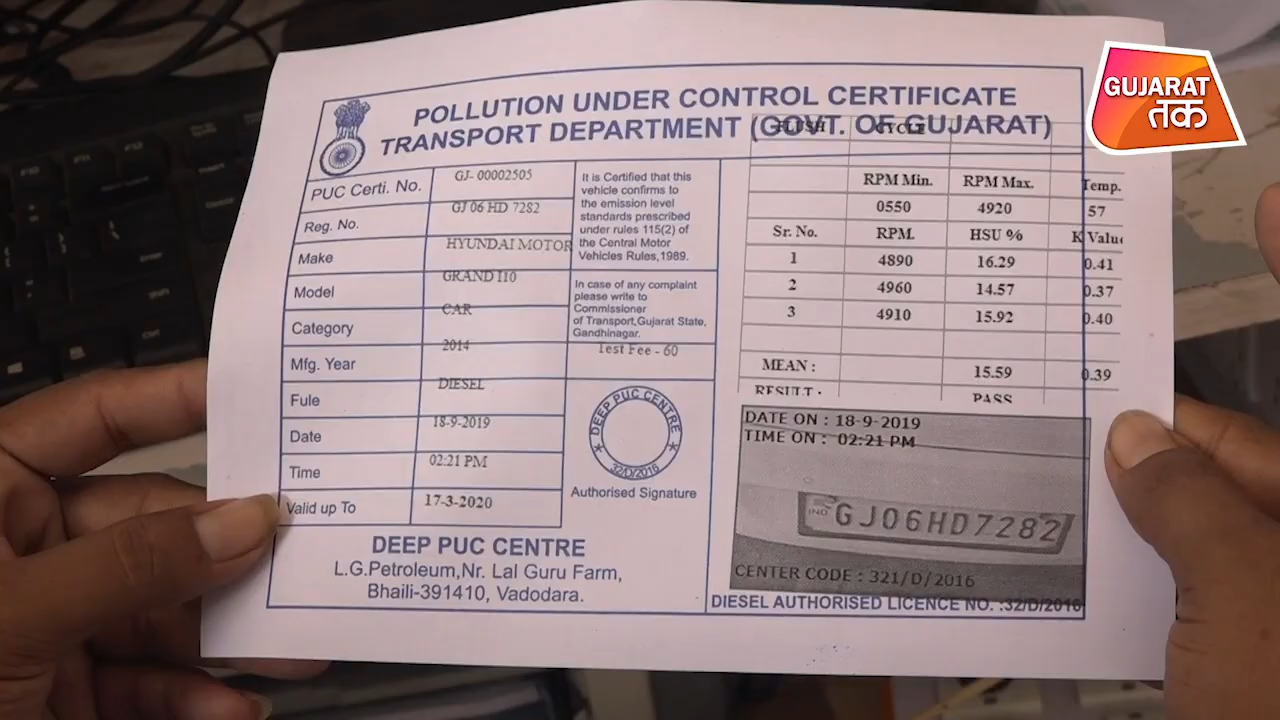 GUJARAT
तक
POLLUTION UNDER CONTROL CERTIFICATE
TRANSPORT DEPARTMENT (GOVT. OF GUJARAT)
PUC Certi. No. GJ- 00002505
Reg. No. GJ 06 HD 7282
Make HYUNDAI MOTOR
Model GRAND I10
Category CAR
Mfg. Year 2014
Fule DIESEL
Date 18-9-2019
Time 02:21 PM
Valid up To 17-3-2020
It is Certified that this
vehicle confirms to
the emission level
standards prescribed
under rules 115(2) of
the Central Motor
Vehicles Rules,1989.
In case of any complaint
please write to
Commissioner
of Transport,Gujarat State,
Gandhinagar.
Test Fee - 60
DEEP PUC CENTRE
32/D/2016
Authorised Signature
DEEP PUC CENTRE
L.G.Petroleum,Nr. Lal Guru Farm,
Bhaili-391410, Vadodara.
FLUSH CYCLE
RPM Min. RPM Max. Temp.
0550 4920 57
Sr. No. RPM. HSU % K Value
1 4890 16.29 0.41
2 4960 14.57 0.37
3 4910 15.92 0.40
MEAN : 15.59 0.39
RESULT : PASS
DATE ON : 18-9-2019
TIME ON : 02:21 PM
IND GJ06HD7282
CENTER CODE : 321/D/2016
DIESEL AUTHORISED LICENCE NO. :32/D/2016